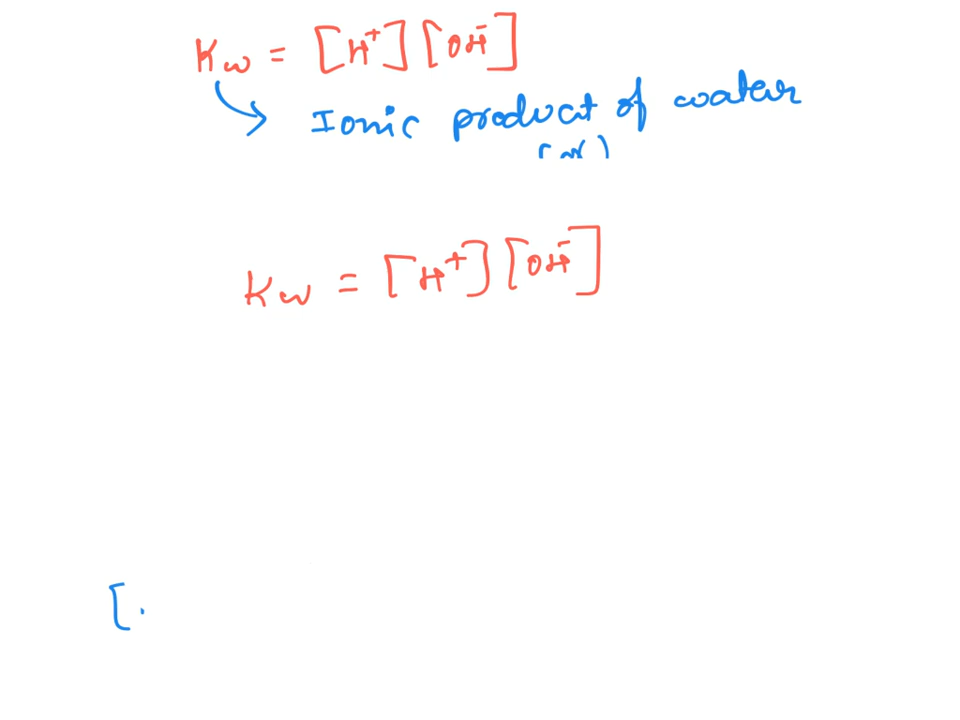 Kw = [H⁺][OH⁻]
Ionic product of water
Kw = [H⁺][OH⁻]
[